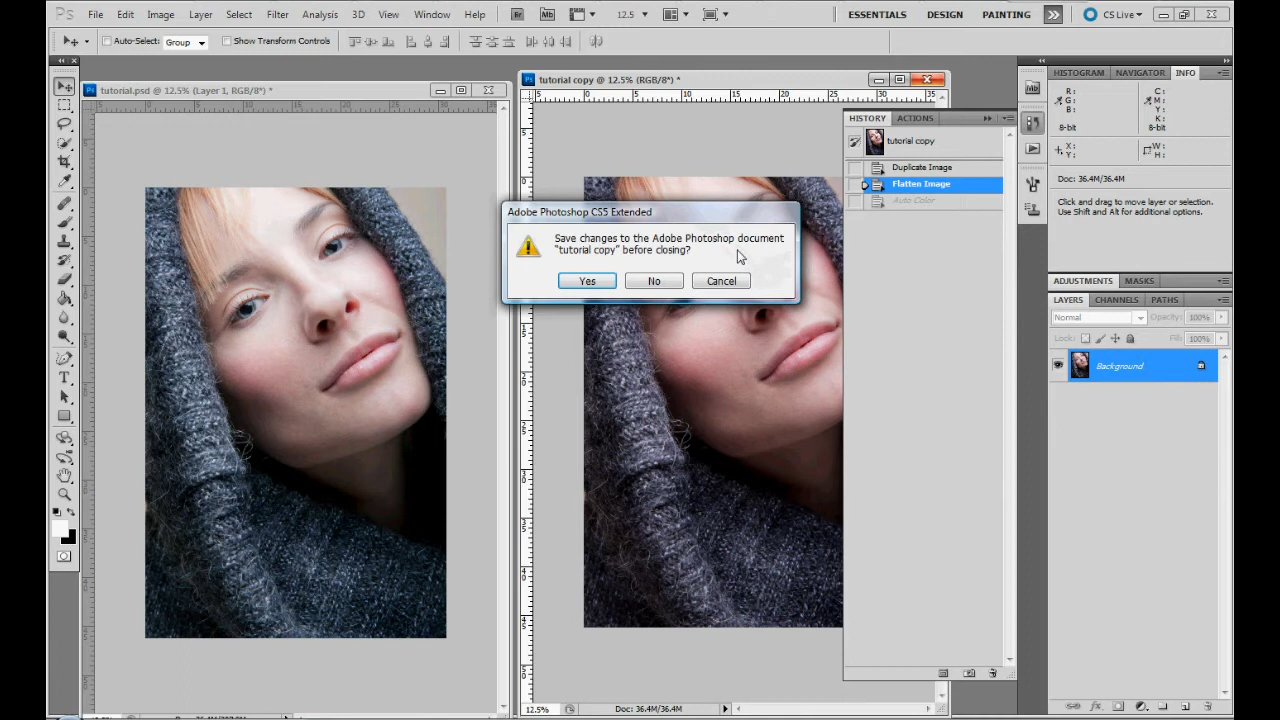 Ps File Edit Image Layer Select Filter Analysis 3D View Window Help Br Mb 12.5 ESSENTIALS DESIGN PAINTING CS Live
Auto-Select: Group Show Transform Controls
tutorial.psd @ 12.5% (Layer 1, RGB/8*) *
tutorial copy @ 12.5% (RGB/8*) *
HISTORY ACTIONS
tutorial copy
Duplicate Image
Flatten Image
Auto Color
Adobe Photoshop CS5 Extended
Save changes to the Adobe Photoshop document
“tutorial copy” before closing?
Yes No Cancel
HISTOGRAM NAVIGATOR INFO
R: C:
G: M:
B: Y:
K:
8-bit 8-bit
X: W:
Y: H:
Doc: 36.4M/36.4M
Click and drag to move layer or selection.
Use Shift and Alt for additional options.
ADJUSTMENTS MASKS
LAYERS CHANNELS PATHS
Normal Opacity: 100%
Lock: Fill: 100%
Background
12.5% Doc: 36.4M/36.4M